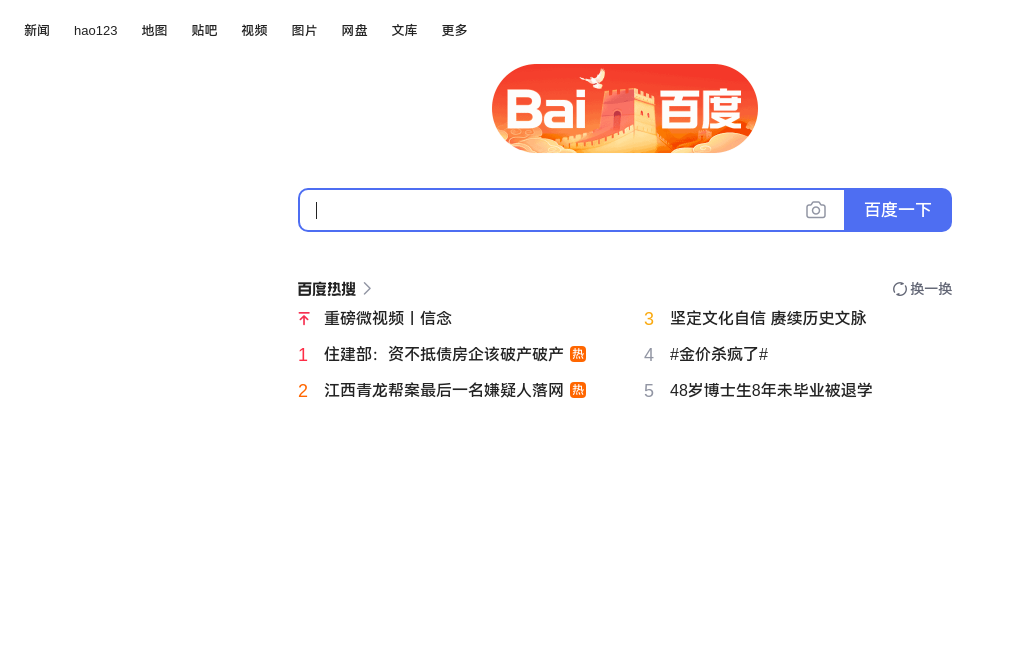 新闻 hao123 地图 贴吧 视频 图片 网盘 文库 更多
Bai 百度
百度一下
百度热搜 换一换
重磅微视频丨信念
1 住建部：资不抵债房企该破产破产 热
2 江西青龙帮案最后一名嫌疑人落网 热
3 坚定文化自信 赓续历史文脉
4 #金价杀疯了#
5 48岁博士生8年未毕业被退学